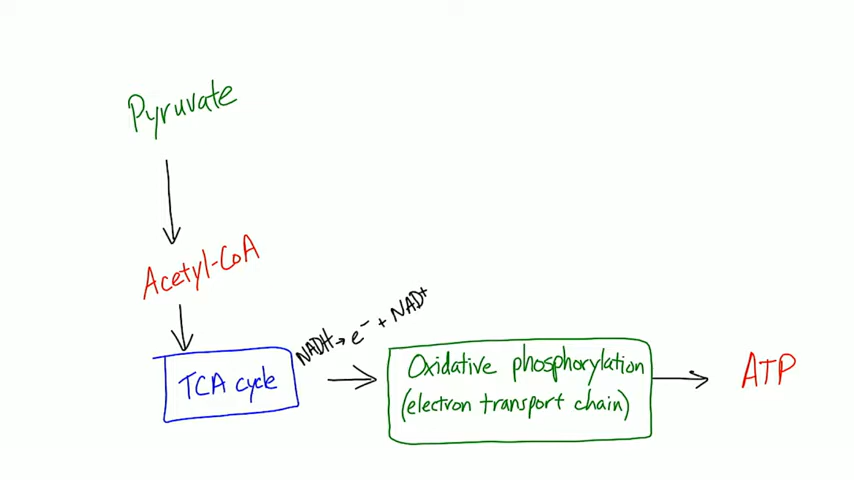 Pyruvate
Acetyl-CoA
NADH → e⁻ + NAD⁺
TCA cycle
Oxidative phosphorylation
(electron transport chain)
ATP